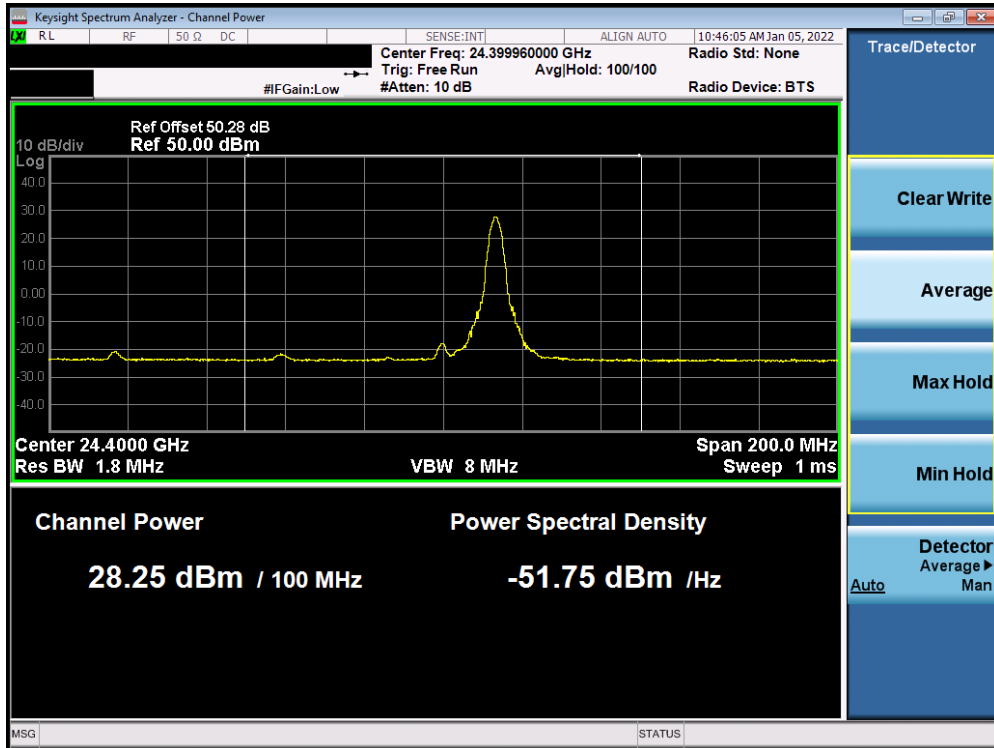 Keysight Spectrum Analyzer - Channel Power
LXI RL RF 50 Ω DC SENSE:INT ALIGN AUTO 10:46:05 AM Jan 05, 2022
Center Freq: 24.399960000 GHz Radio Std: None
Trig: Free Run Avg|Hold: 100/100
#IFGain:Low #Atten: 10 dB Radio Device: BTS
Trace/Detector
Ref Offset 50.28 dB
10 dB/div Ref 50.00 dBm
Log
40.0
30.0
20.0
10.0
0.00
-10.0
-20.0
-30.0
-40.0
Center 24.4000 GHz Span 200.0 MHz
Res BW 1.8 MHz VBW 8 MHz Sweep 1 ms
Channel Power Power Spectral Density
28.25 dBm / 100 MHz -51.75 dBm /Hz
Clear Write
Average
Max Hold
Min Hold
Detector
Average
Auto Man
MSG STATUS